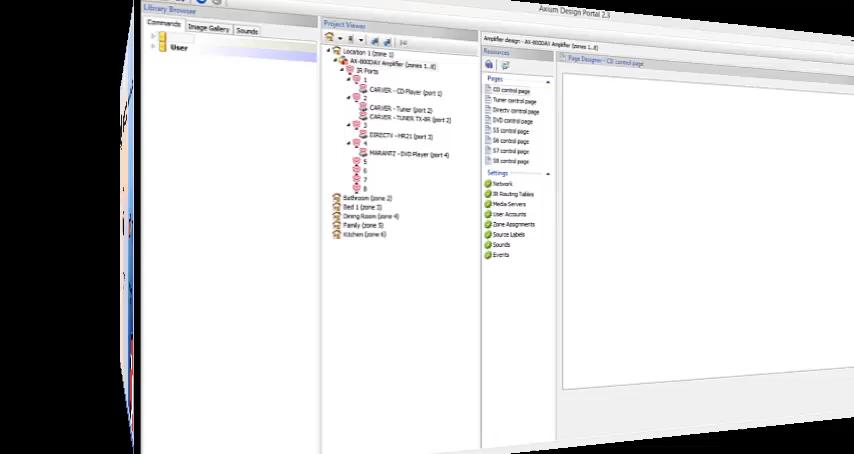 Axium Design Portal 2.3
Library Browser
Commands
Image Gallery
Sounds
User
Project Viewer
Location 1 (zone 1)
AX-800DAV Amplifier (zones 1...8)
IR Ports
1
CARVER - CD Player (port 1)
2
CARVER - Tuner (port 2)
CARVER - TUNER TX-8R (port 2)
3
DIRECTV - HR21 (port 3)
4
MARANTZ - DVD Player (port 4)
5
6
7
8
Bathroom (zone 2)
Bed 1 (zone 3)
Dining Room (zone 4)
Family (zone 5)
Kitchen (zone 6)
Amplifier design - AX-800DAV Amplifier (zones 1...8)
Resources
Pages
CD control page
Tuner control page
Directv control page
DVD control page
S5 control page
S6 control page
S7 control page
S8 control page
Settings
Network
IR Routing Tables
Media Servers
User Accounts
Zone Assignments
Source Labels
Sounds
Events
Page Designer - CD control page